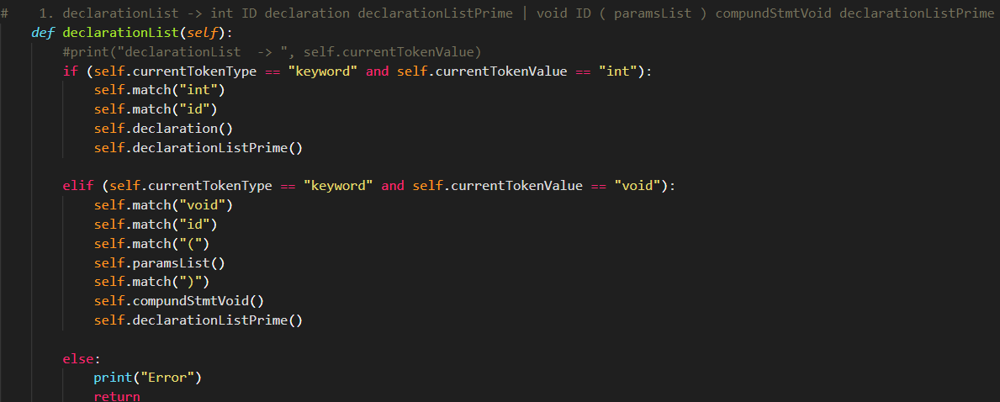 #    1. declarationList -> int ID declaration declarationListPrime | void ID ( paramsList ) compundStmtVoid declarationListPrime
    def declarationList(self):
        #print("declarationList  -> ", self.currentTokenValue)
        if (self.currentTokenType == "keyword" and self.currentTokenValue == "int"):
            self.match("int")
            self.match("id")
            self.declaration()
            self.declarationListPrime()

        elif (self.currentTokenType == "keyword" and self.currentTokenValue == "void"):
            self.match("void")
            self.match("id")
            self.match("(")
            self.paramsList()
            self.match(")")
            self.compundStmtVoid()
            self.declarationListPrime()

        else:
            print("Error")
            return